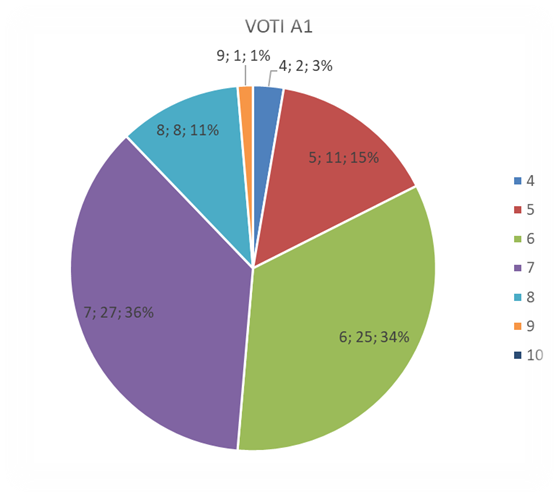 VOTI A1
9; 1; 1%
4; 2; 3%
8; 8; 11%
5; 11; 15%
7; 27; 36%
6; 25; 34%
4
5
6
7
8
9
10